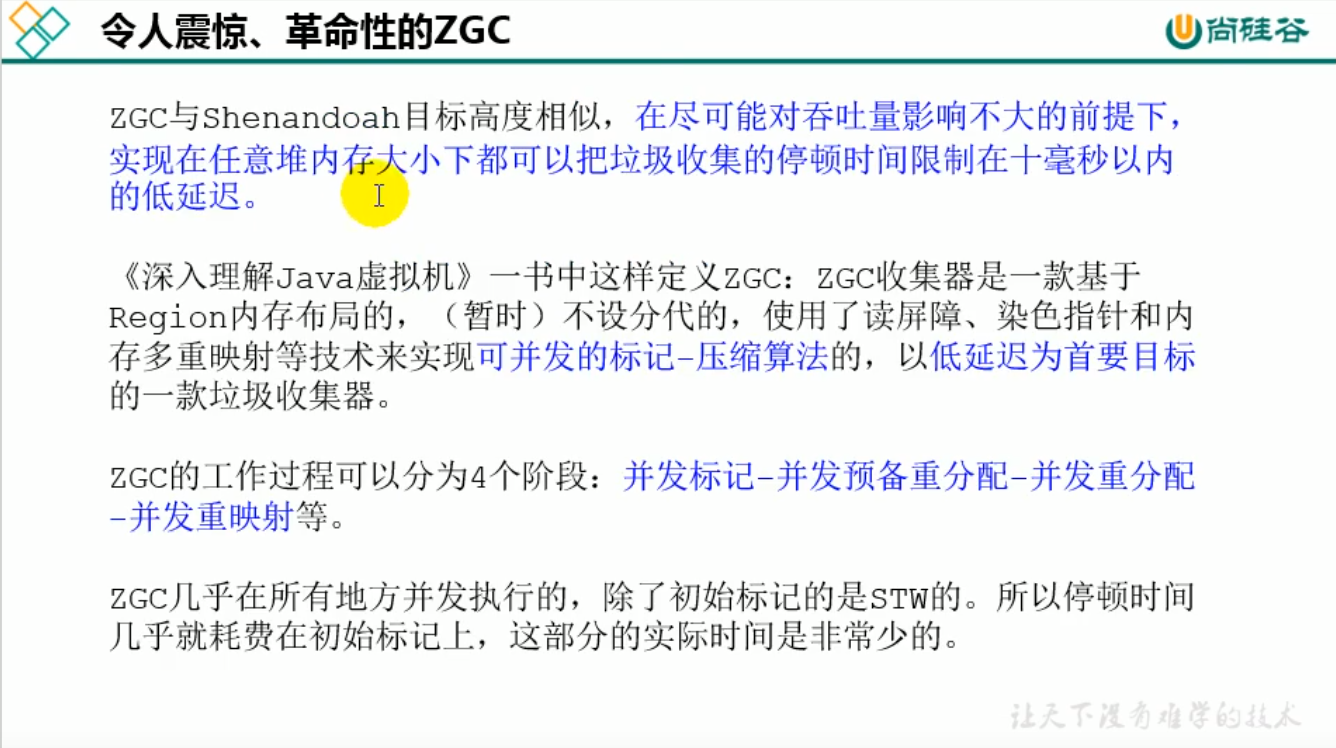 令人震惊、革命性的ZGC
尚硅谷
ZGC与Shenandoah目标高度相似，在尽可能对吞吐量影响不大的前提下，
实现在任意堆内存大小下都可以把垃圾收集的停顿时间限制在十毫秒以内
的低延迟。
《深入理解Java虚拟机》一书中这样定义ZGC：ZGC收集器是一款基于
Region内存布局的，（暂时）不设分代的，使用了读屏障、染色指针和内
存多重映射等技术来实现可并发的标记-压缩算法的，以低延迟为首要目标
的一款垃圾收集器。
ZGC的工作过程可以分为4个阶段：并发标记-并发预备重分配-并发重分配
-并发重映射等。
ZGC几乎在所有地方并发执行的，除了初始标记的是STW的。所以停顿时间
几乎就耗费在初始标记上，这部分的实际时间是非常少的。
让天下没有难学的技术